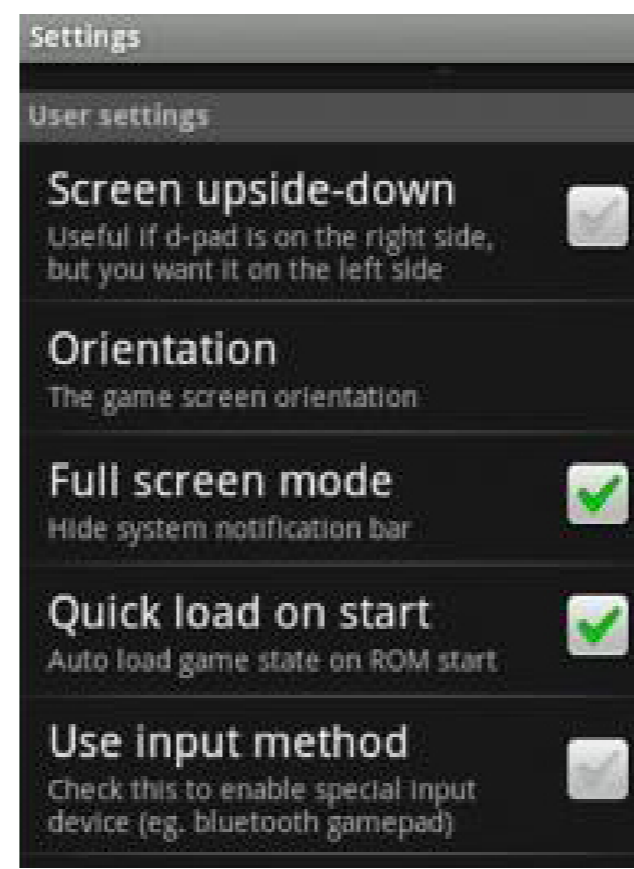 Settings
User settings
Screen upside-down
Useful if d-pad is on the right side,
but you want it on the left side
Orientation
The game screen orientation
Full screen mode
Hide system notification bar
Quick load on start
Auto load game state on ROM start
Use input method
Check this to enable special input
device (eg. bluetooth gamepad)